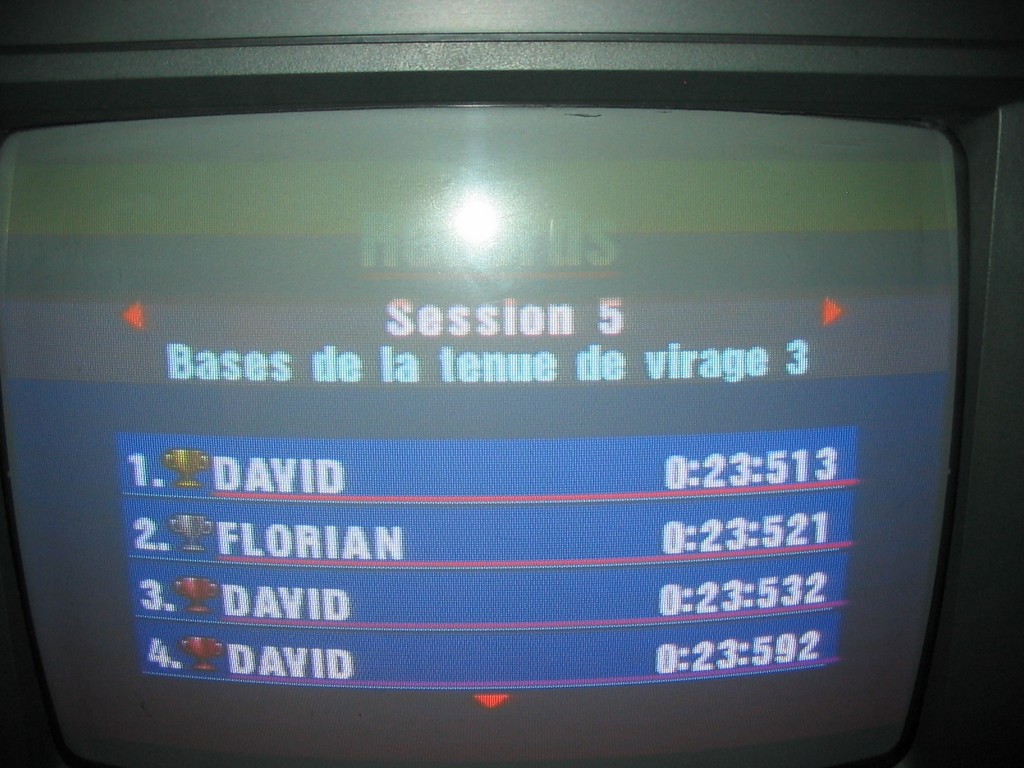 Session 5
Bases de la tenue de virage 3
1. DAVID 0:23:513
2. FLORIAN 0:23:521
3. DAVID 0:23:532
4. DAVID 0:23:592